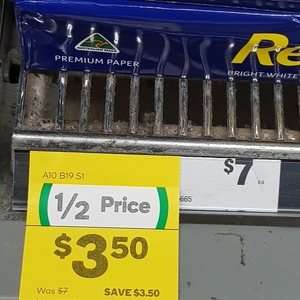 PREMIUM PAPER
Re
BRIGHT WHITE
A10 B19 S1
1/2 Price
$3.50
Was $7
SAVE $3.50
$7
665